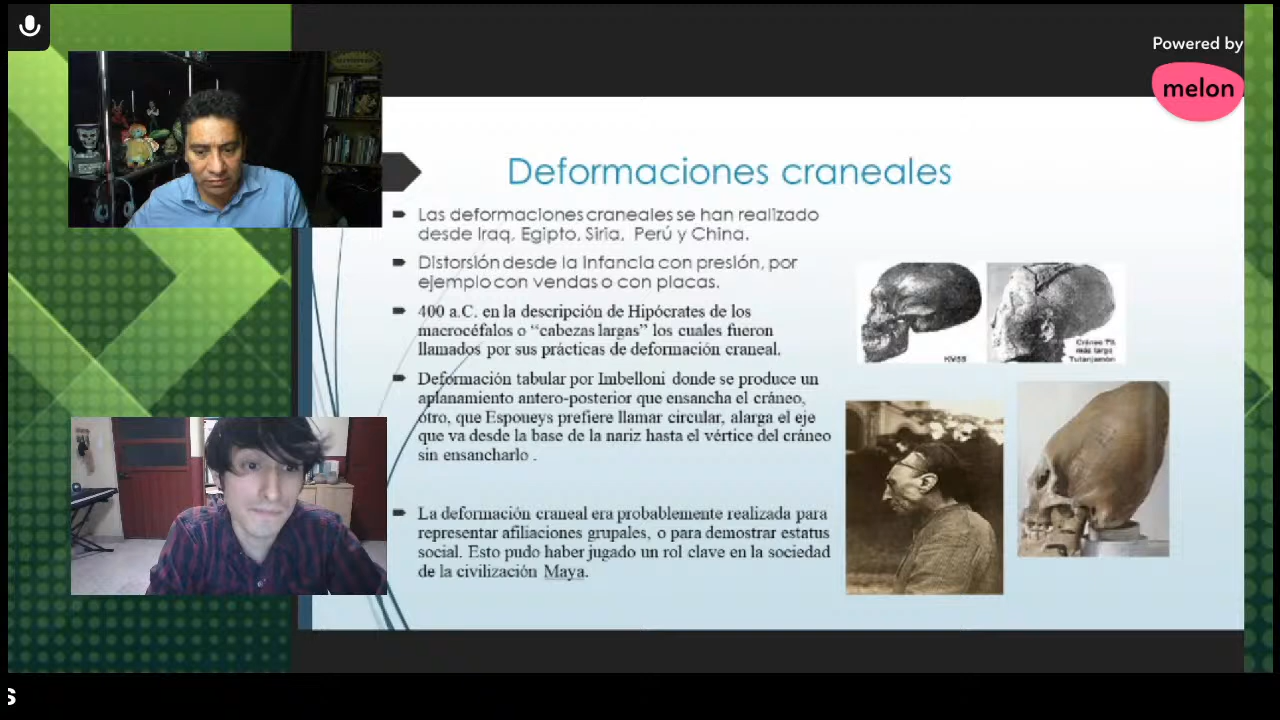 Powered by
melon
Deformaciones craneales
Las deformaciones craneales se han realizado
desde Iraq, Egipto, Siria, Perú y China.
Distorsión desde la infancia con presión, por
ejemplo con vendas o con placas.
400 a.C. en la descripción de Hipócrates de los
macrocéfalos o “cabezas largas” los cuales fueron
llamados por sus prácticas de deformación craneal.
Deformación tabular por Imbelloni donde se produce un
aplanamiento antero-posterior que ensancha el cráneo,
otro, que Espoueys prefiere llamar circular, alarga el eje
que va desde la base de la nariz hasta el vértice del cráneo
sin ensancharlo .
La deformación craneal era probablemente realizada para
representar afiliaciones grupales, o para demostrar estatus
social. Esto pudo haber jugado un rol clave en la sociedad
de la civilización Maya.
KV55
Cráneo
más largo
Tutankamón
s